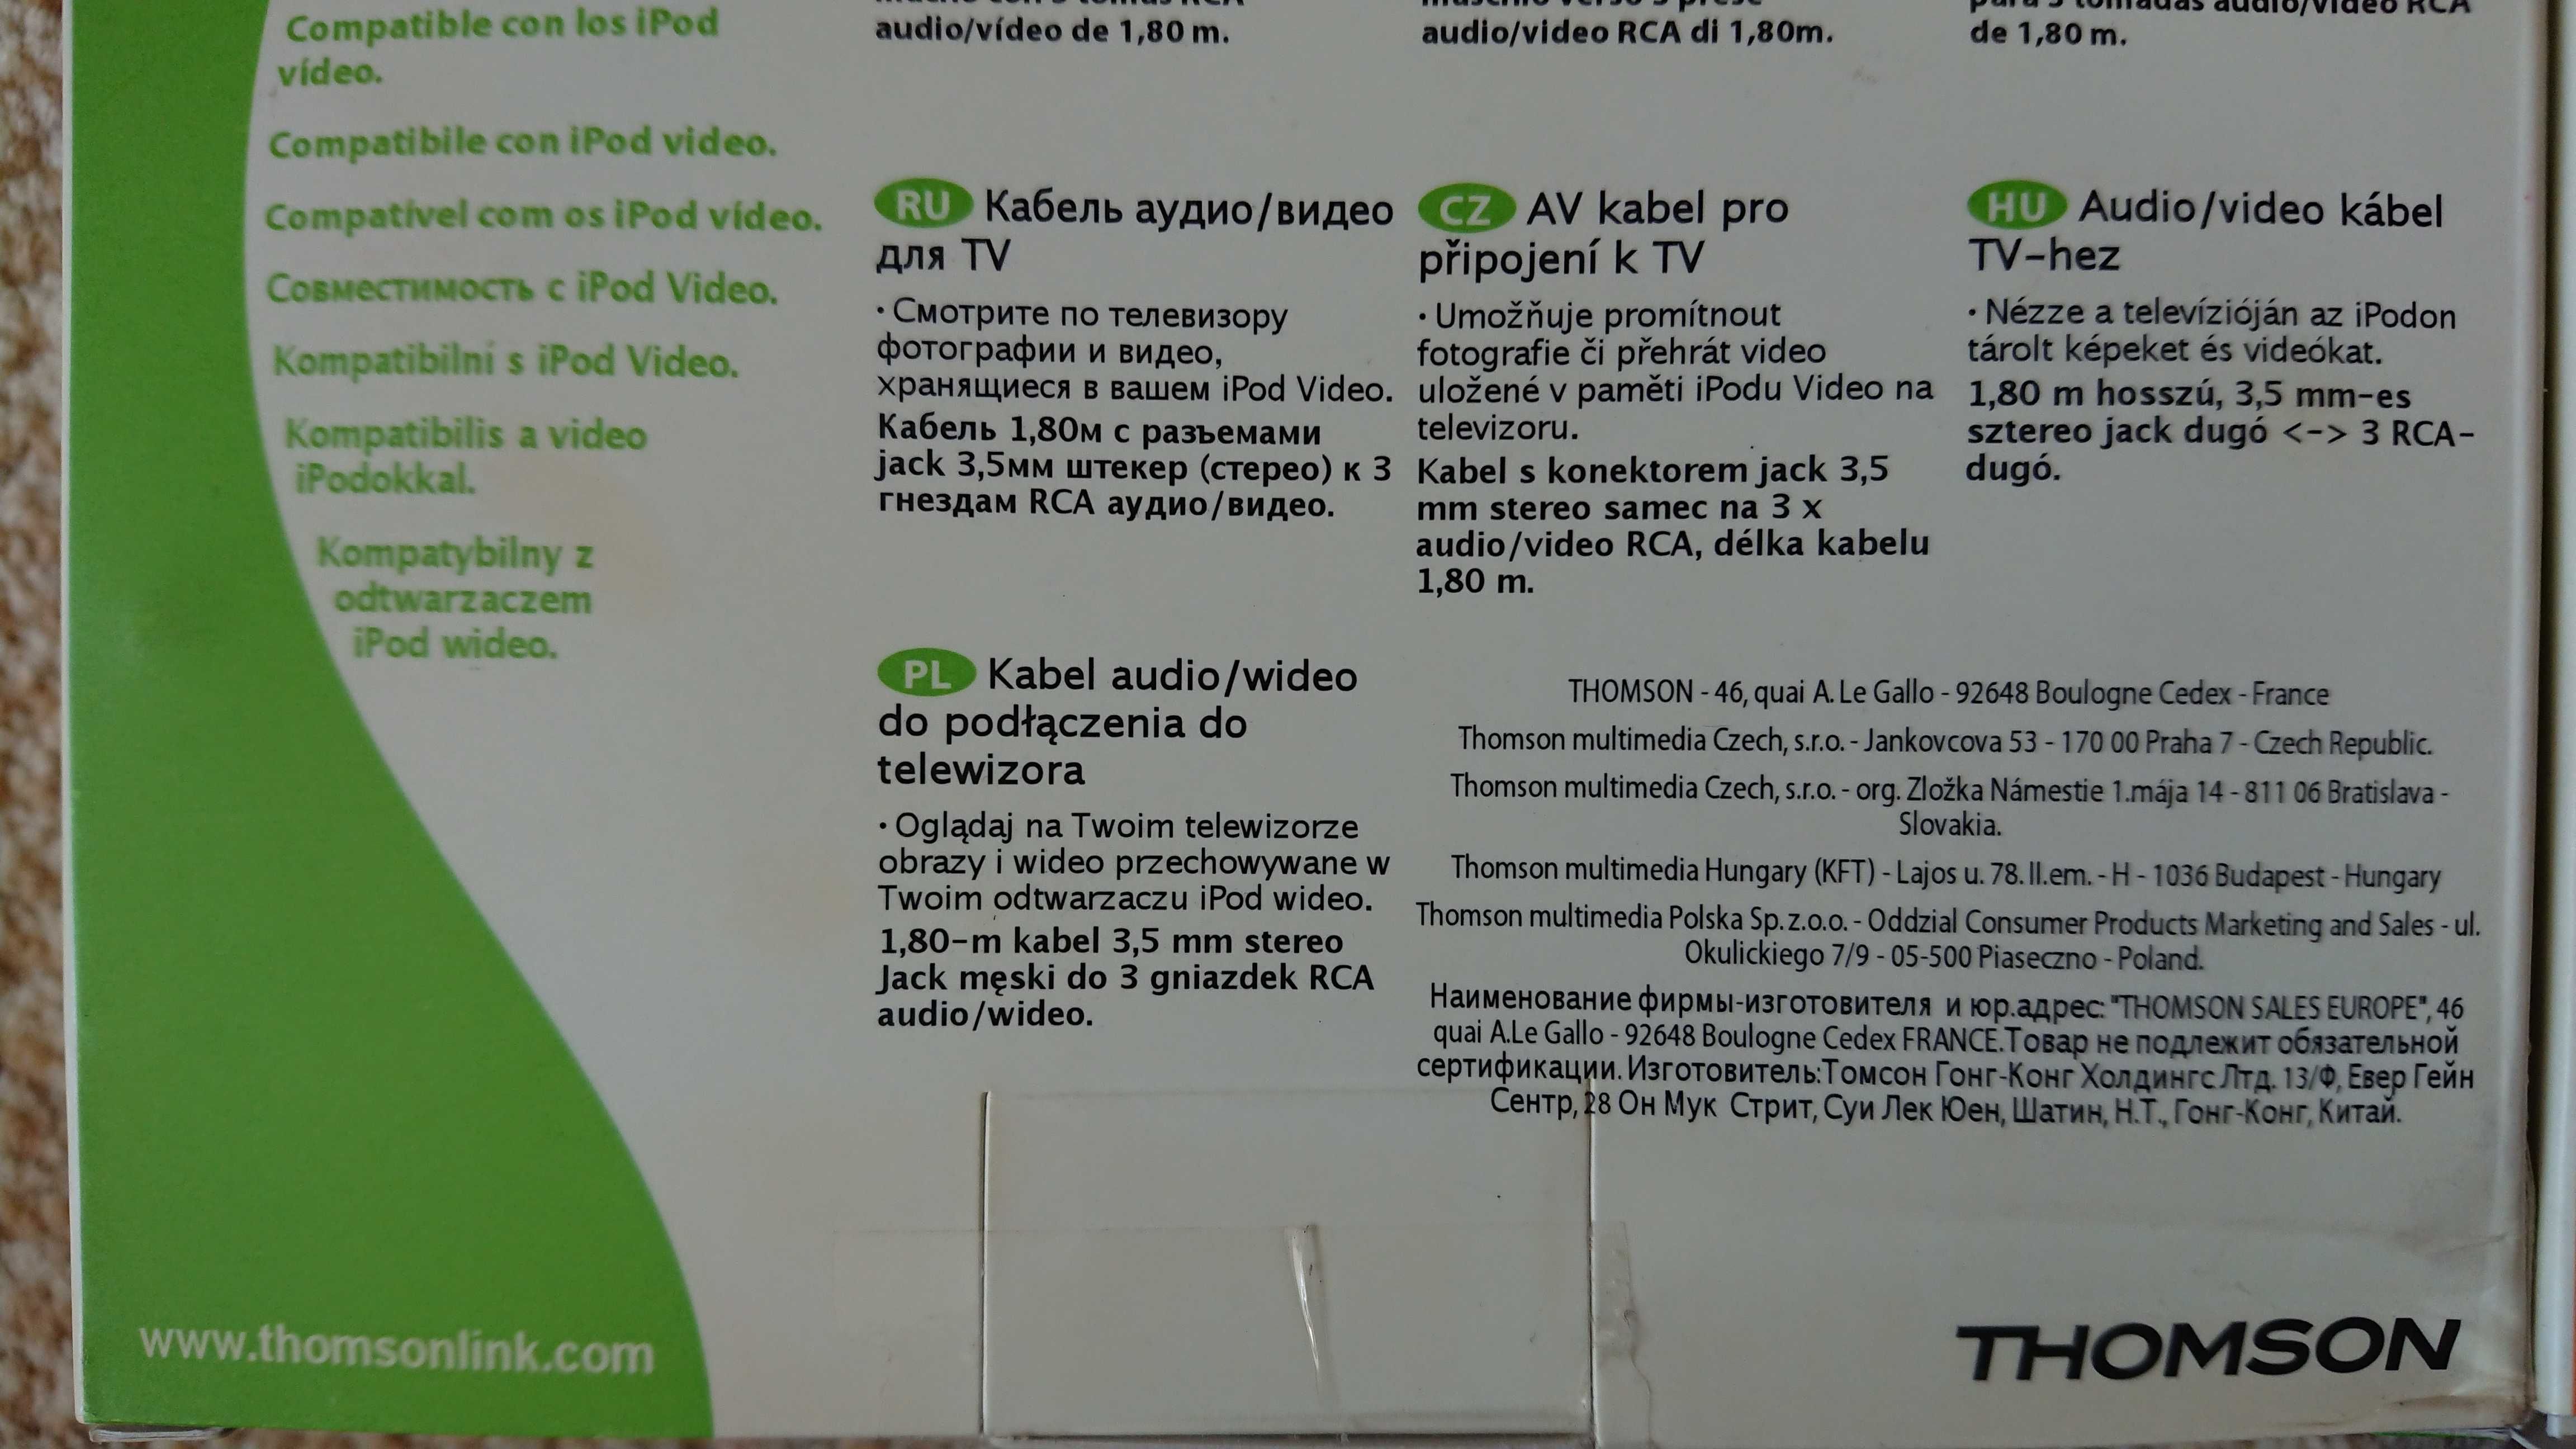 Compatible con los iPod
vídeo.
Compatibile con iPod video.
Compatível com os iPod vídeo.
Совместимость с iPod Video.
Kompatibilní s iPod Video.
Kompatibilis a video
iPodokkal.
Kompatybilny z
odtwarzaczem
iPod wideo.
www.thomsonlink.com
audio/vídeo de 1,80 m.
audio/video RCA di 1,80m.
para 3 tomadas audio/vídeo RCA
de 1,80 m.
RU Кабель аудио/видео
для TV
· Смотрите по телевизору
фотографии и видео,
хранящиеся в вашем iPod Video.
Кабель 1,80м с разъемами
jack 3,5мм штекер (стерео) к 3
гнездам RCA аудио/видео.
CZ AV kabel pro
připojení k TV
· Umožňuje promítnout
fotografie či přehrát video
uložené v paměti iPodu Video na
televizoru.
Kabel s konektorem jack 3,5
mm stereo samec na 3 x
audio/video RCA, délka kabelu
1,80 m.
HU Audio/video kábel
TV-hez
· Nézze a televízióján az iPodon
tárolt képeket és videókat.
1,80 m hosszú, 3,5 mm-es
sztereo jack dugó <-> 3 RCA-
dugó.
PL Kabel audio/wideo
do podłączenia do
telewizora
· Oglądaj na Twoim telewizorze
obrazy i wideo przechowywane w
Twoim odtwarzaczu iPod wideo.
1,80-m kabel 3,5 mm stereo
Jack męski do 3 gniazdek RCA
audio/wideo.
THOMSON - 46, quai A. Le Gallo - 92648 Boulogne Cedex - France
Thomson multimedia Czech, s.r.o. - Jankovcova 53 - 170 00 Praha 7 - Czech Republic.
Thomson multimedia Czech, s.r.o. - org. Zložka Námestie 1.mája 14 - 811 06 Bratislava -
Slovakia.
Thomson multimedia Hungary (KFT) - Lajos u. 78. II.em. - H - 1036 Budapest - Hungary
Thomson multimedia Polska Sp. z.o.o. - Oddzial Consumer Products Marketing and Sales - ul.
Okulickiego 7/9 - 05-500 Piaseczno - Poland.
Наименование фирмы-изготовителя и юр.адрес: "THOMSON SALES EUROPE", 46
quai A.Le Gallo - 92648 Boulogne Cedex FRANCE.Товар не подлежит обязательной
сертификации. Изготовитель:Томсон Гонг-Конг Холдингс Лтд. 13/Ф, Евер Гейн
Сентр, 28 Он Мук Стрит, Суи Лек Юен, Шатин, Н.Т., Гонг-Конг, Китай.
THOMSON